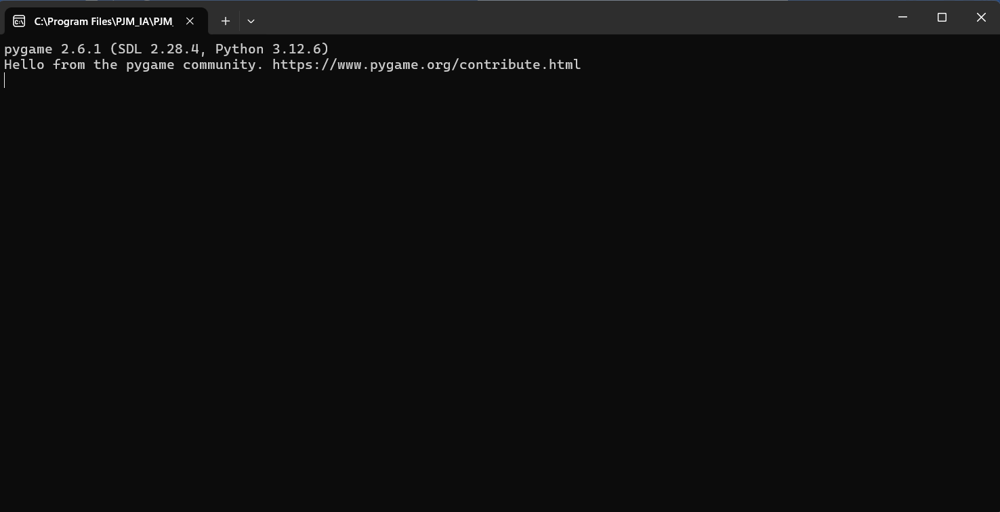 C:\Program Files\PJM_IA\PJM_
pygame 2.6.1 (SDL 2.28.4, Python 3.12.6)
Hello from the pygame community. https://www.pygame.org/contribute.html